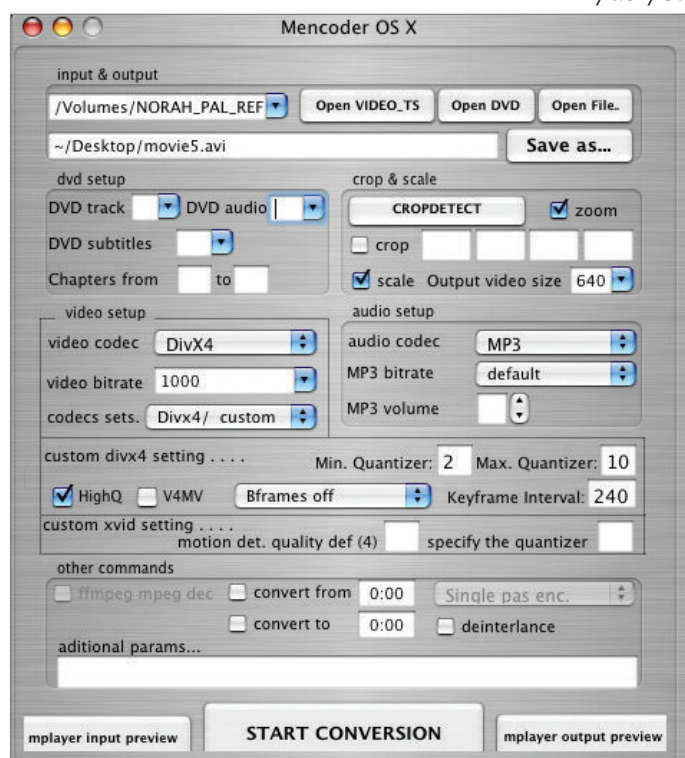 Mencoder OS X
input & output
/Volumes/NORAH_PAL_REF Open VIDEO_TS Open DVD Open File..
~/Desktop/movie5.avi Save as...
dvd setup
DVD track DVD audio
DVD subtitles
Chapters from to
crop & scale
CROPDETECT zoom
crop
scale Output video size 640
video setup
video codec DivX4
video bitrate 1000
codecs sets. Divx4/ custom
audio setup
audio codec MP3
MP3 bitrate default
MP3 volume
custom divx4 setting . . . . Min. Quantizer: 2 Max. Quantizer: 10
HighQ V4MV Bframes off Keyframe Interval: 240
custom xvid setting . . . .
motion det. quality def (4) specify the quantizer
other commands
ffmpeg mpeg dec convert from 0:00 Single pas enc.
convert to 0:00 deinterlance
aditional params...
mplayer input preview START CONVERSION mplayer output preview